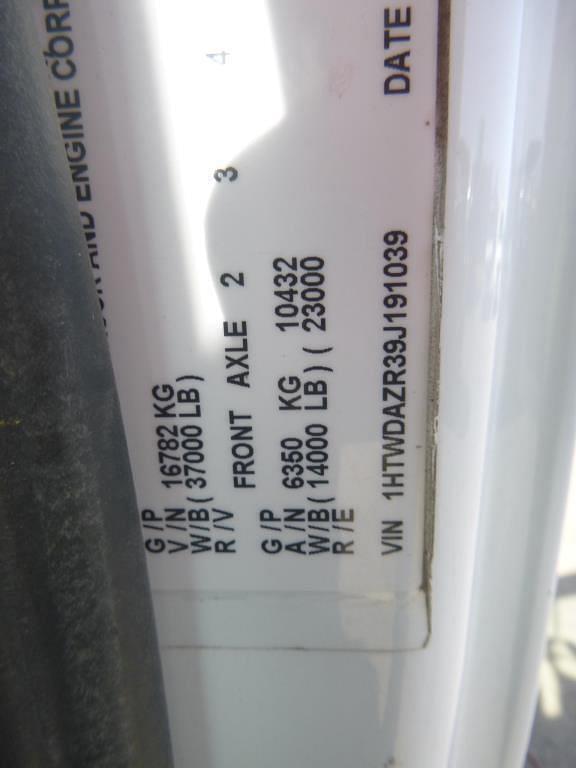 AND ENGINE CORP
G /P
V /N 16782 KG
W/B ( 37000 LB )
R /V FRONT AXLE 2 3 4
G /P
A /N 6350 KG 10432
W/B ( 14000 LB ) ( 23000
R /E
VIN 1HTWDAZR39J191039 DATE